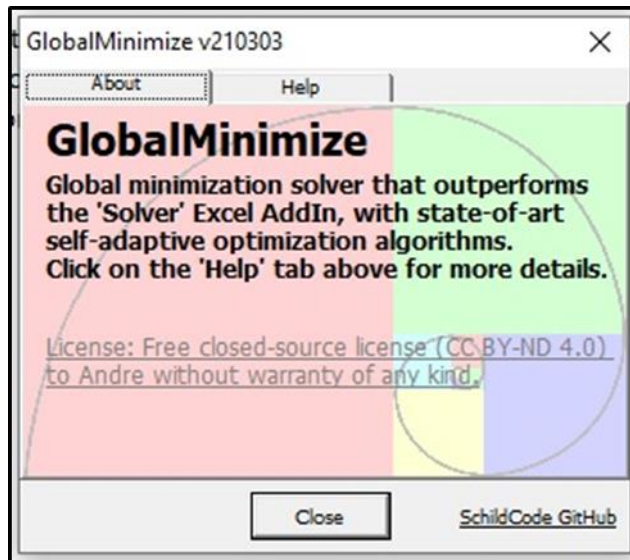 GlobalMinimize v210303
About
Help
GlobalMinimize
Global minimization solver that outperforms
the 'Solver' Excel AddIn, with state-of-art
self-adaptive optimization algorithms.
Click on the 'Help' tab above for more details.
License: Free closed-source license (CC BY-ND 4.0)
to Andre without warranty of any kind.
Close
SchildCode GitHub